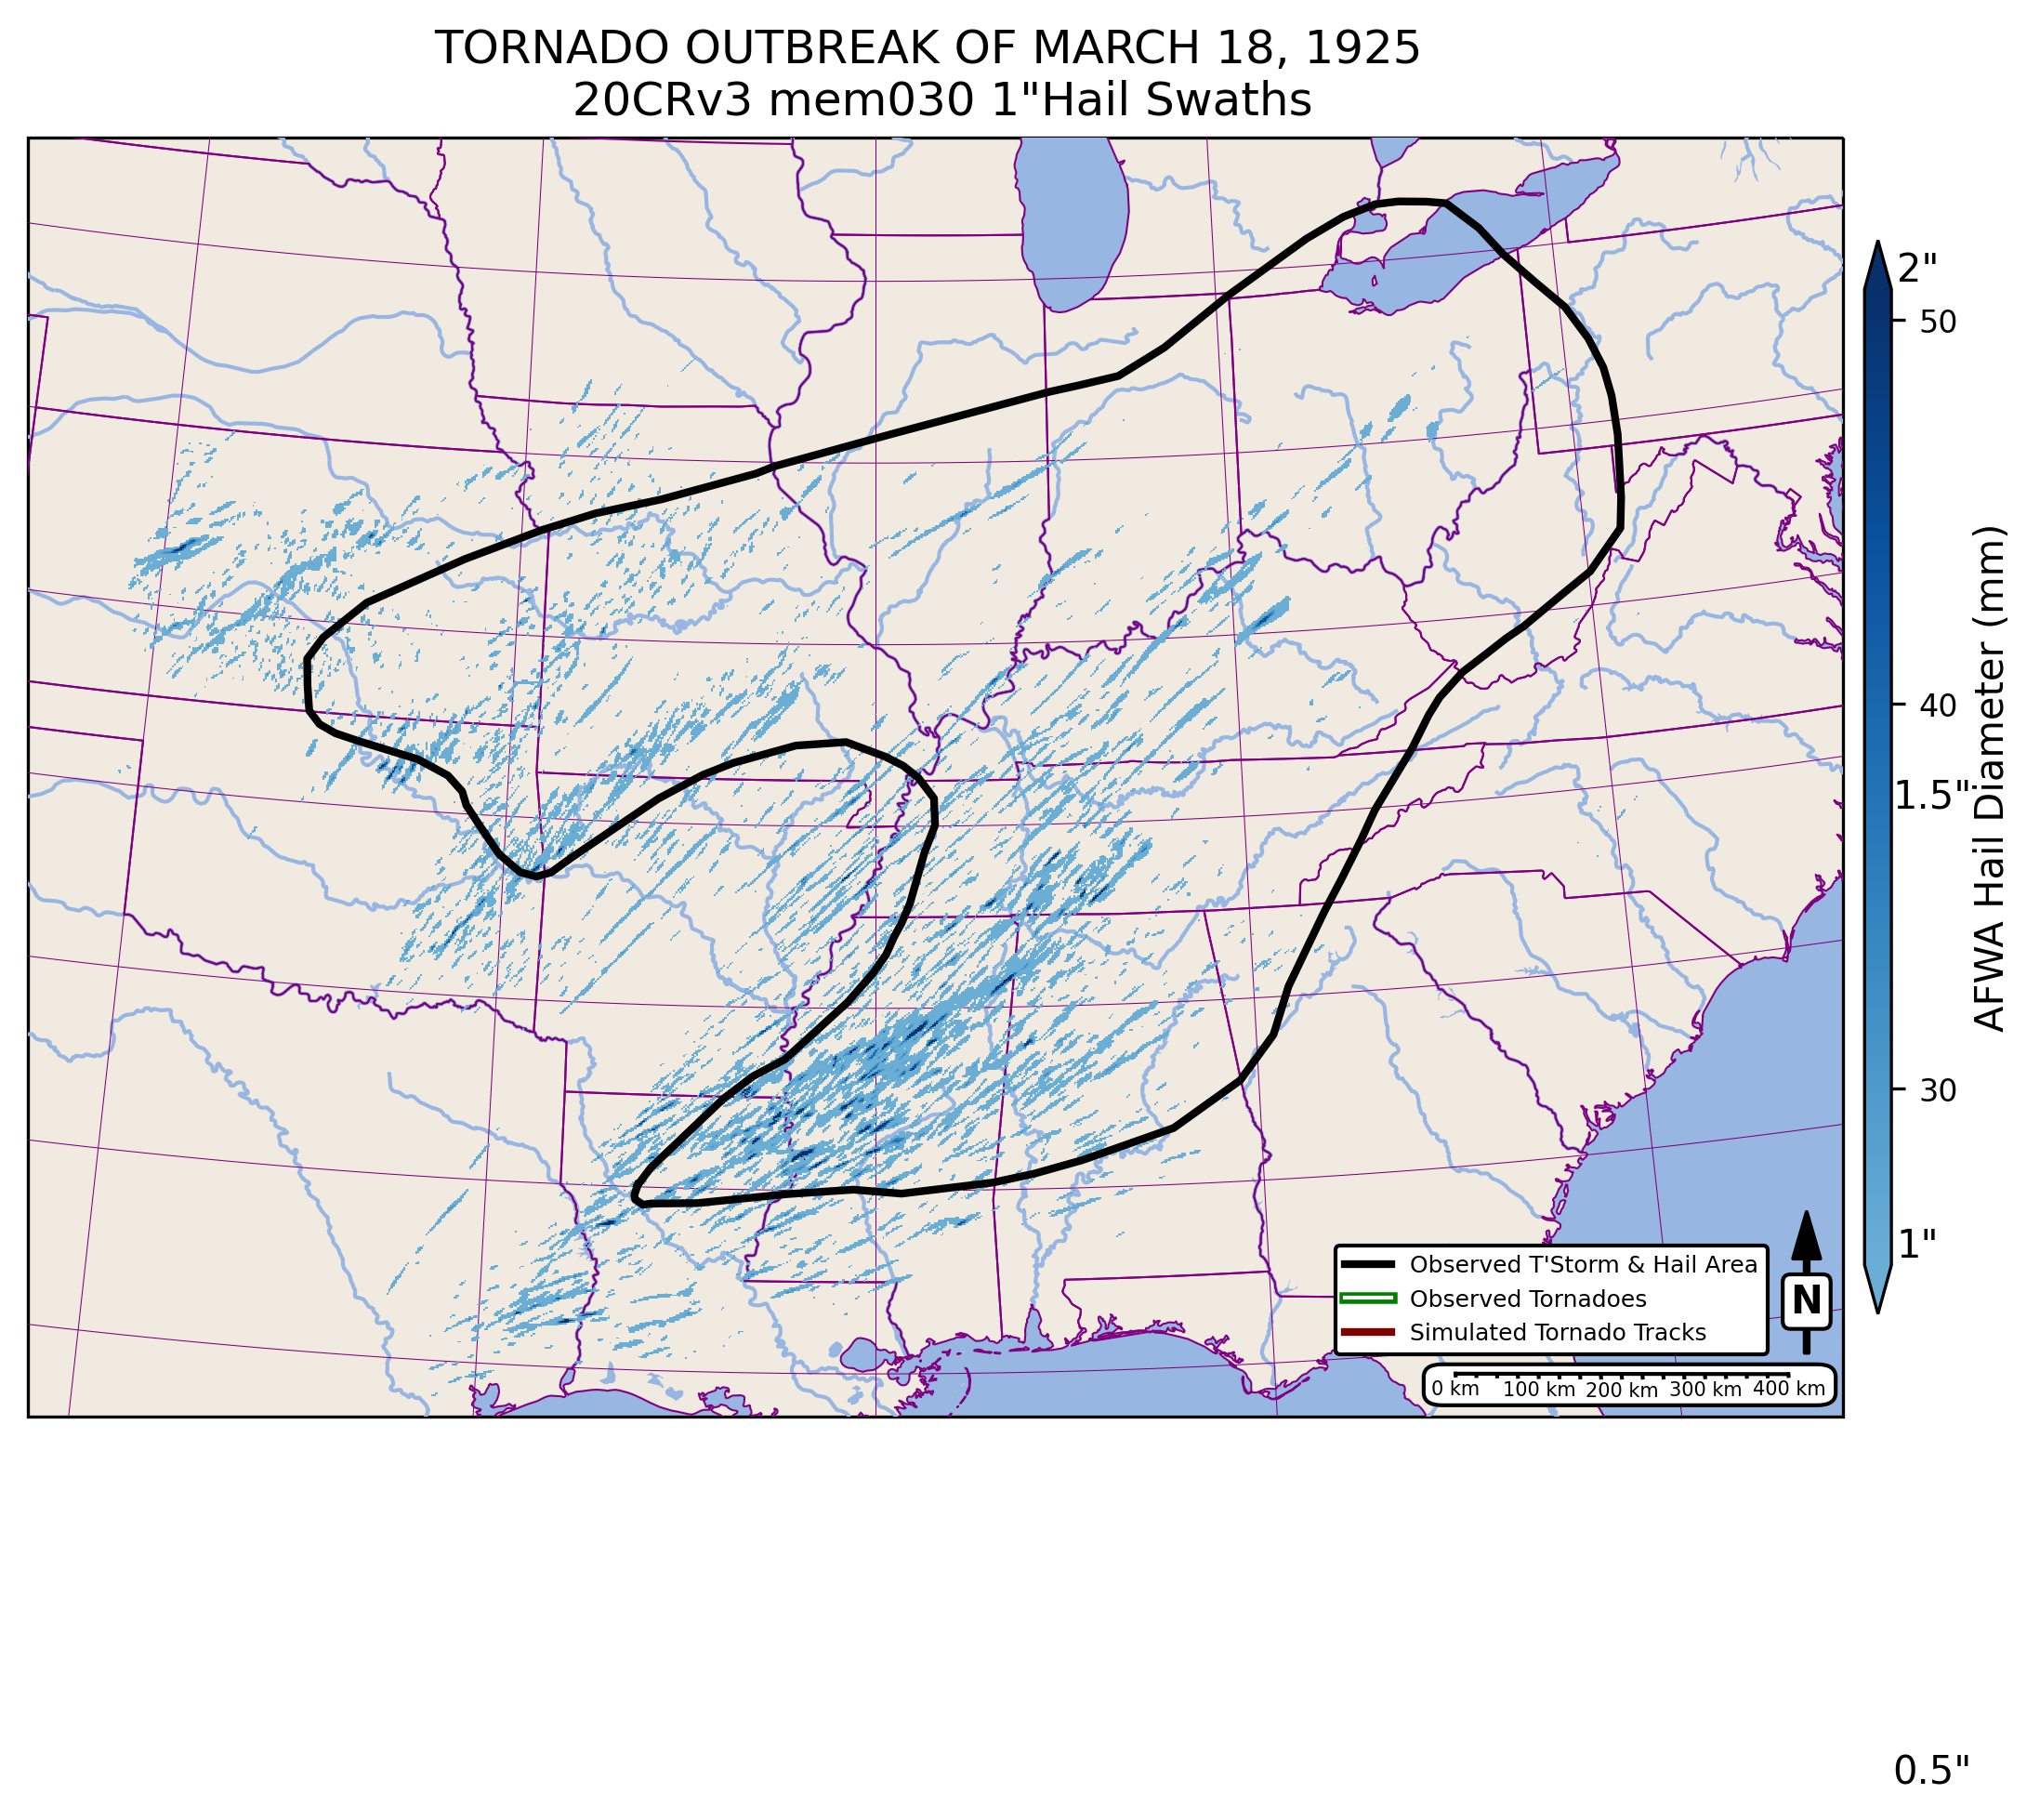 TORNADO OUTBREAK OF MARCH 18, 1925
20CRv3 mem030 1"Hail Swaths
2"
50
40
1.5"
30
1"
AFWA Hail Diameter (mm)
Observed T'Storm & Hail Area
Observed Tornadoes
Simulated Tornado Tracks
N
0 km 100 km 200 km 300 km 400 km
0.5"